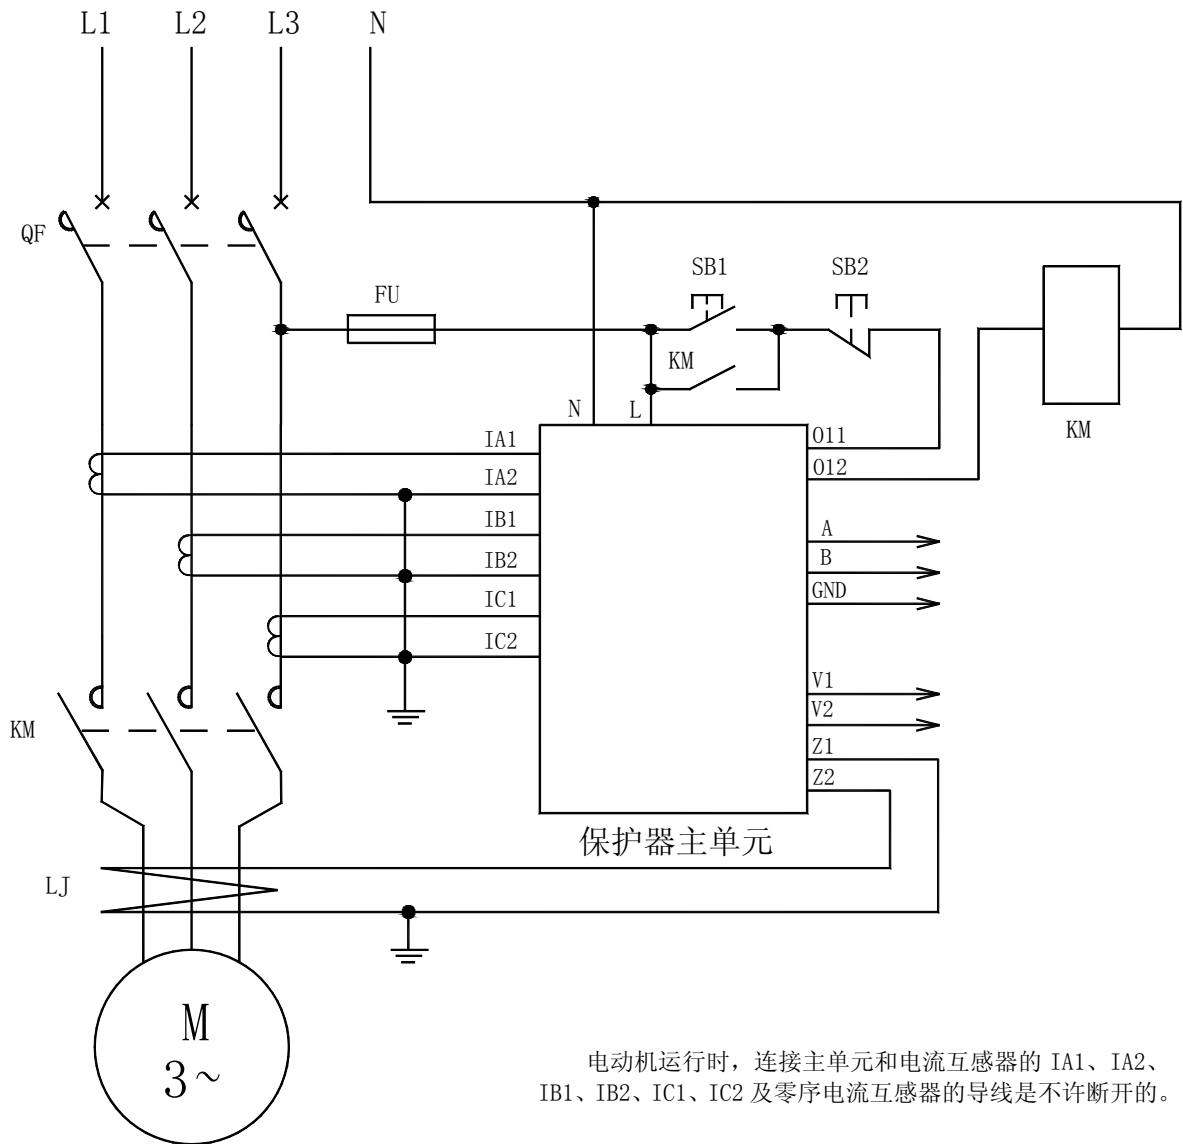 L1 L2 L3 N
QF
SB1 SB2
FU
KM
KM
N L
IA1
IA2
IB1
IB2
IC1
IC2
O11
O12
A
B
GND
V1
V2
Z1
Z2
KM
保护器主单元
LJ
M
3~
电动机运行时，连接主单元和电流互感器的 IA1、IA2、
IB1、IB2、IC1、IC2 及零序电流互感器的导线是不许断开的。